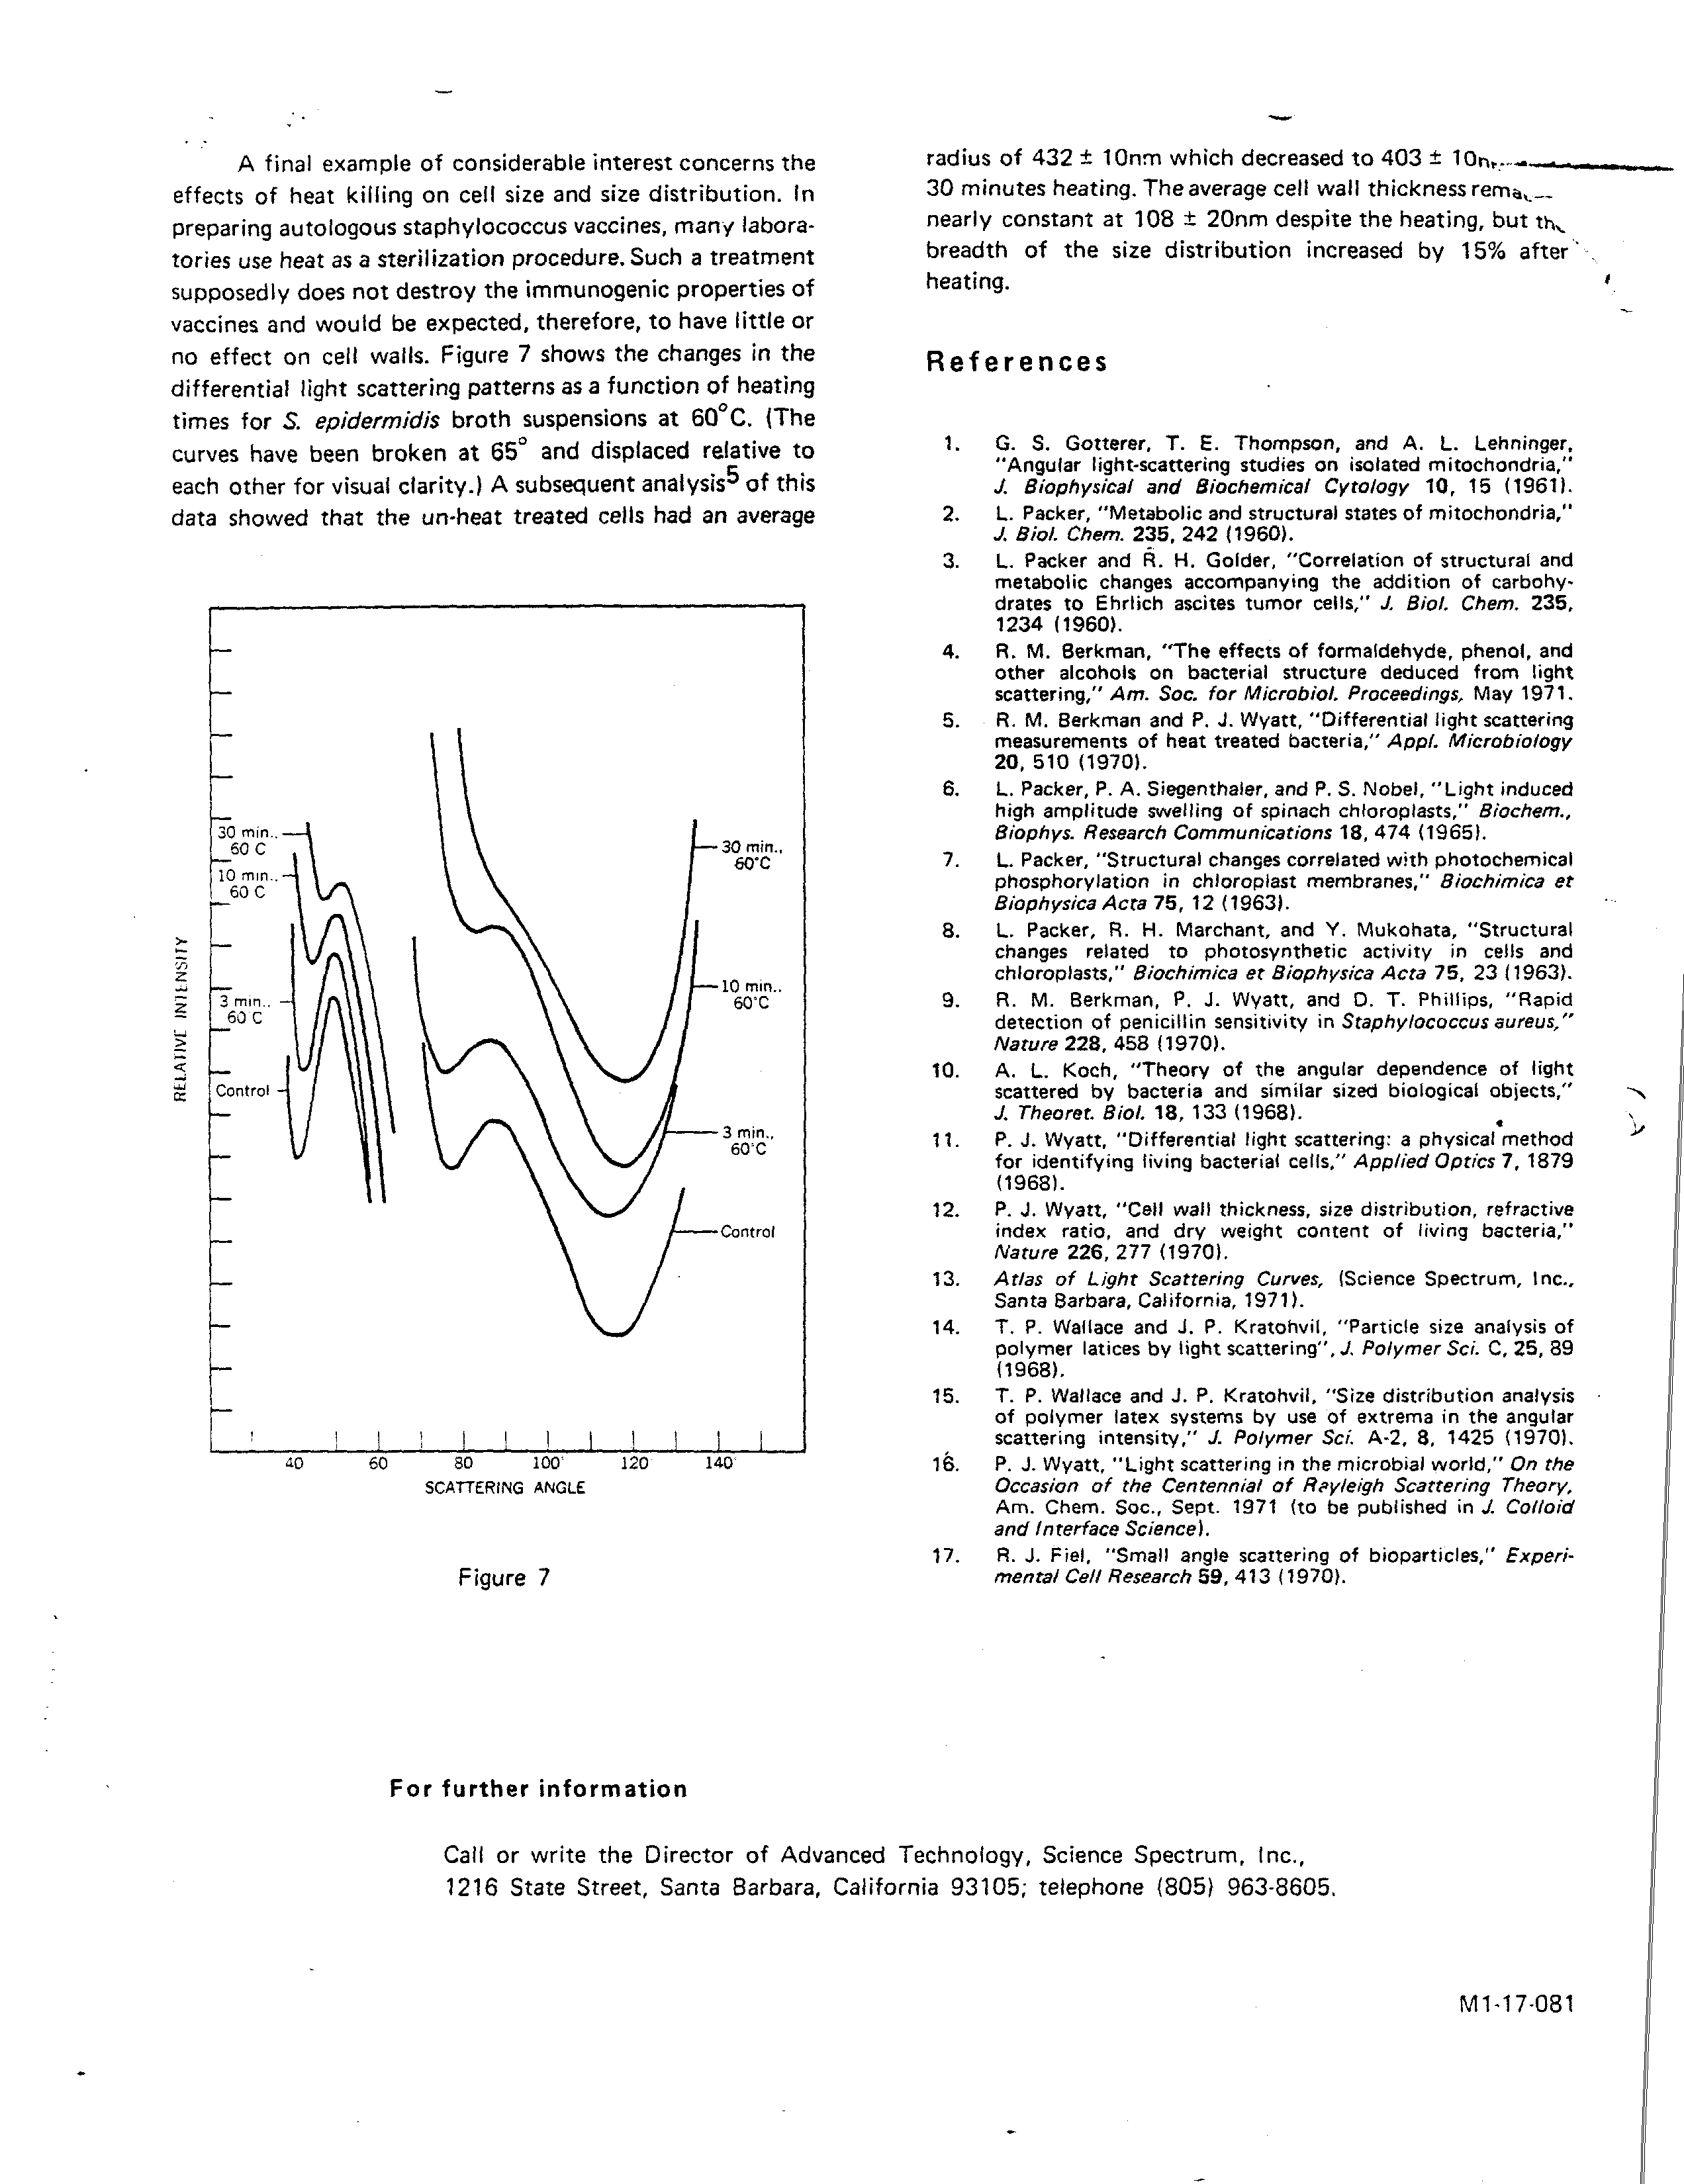 A final example of considerable interest concerns the
effects of heat killing on cell size and size distribution. In
preparing autologous staphylococcus vaccines, many labora-
tories use heat as a sterilization procedure. Such a treatment
supposedly does not destroy the immunogenic properties of
vaccines and would be expected, therefore, to have little or
no effect on cell walls. Figure 7 shows the changes in the
differential light scattering patterns as a function of heating
times for S. epidermidis broth suspensions at 60°C. (The
curves have been broken at 65° and displaced relative to
each other for visual clarity.) A subsequent analysis5 of this
data showed that the un-heat treated cells had an average
30 min.,
60 C
10 min.,
60 C
3 min.,
60°C
Control
30 min.,
60°C
10 min.,
60°C
3 min.,
60°C
Control
RELATIVE INTENSITY
40 60 80 100° 120 140°
SCATTERING ANGLE
Figure 7
radius of 432 ± 10nm which decreased to 403 ± 
30 minutes heating. The average cell wall thickness
nearly constant at 108 ± 20nm despite the heating, but
breadth of the size distribution increased by 15% after
heating.
References
1. G. S. Gotterer, T. E. Thompson, and A. L. Lehninger,
"Angular light-scattering studies on isolated mitochondria,"
J. Biophysical and Biochemical Cytology 10, 15 (1961).
2. L. Packer, "Metabolic and structural states of mitochondria,"
J. Biol. Chem. 235, 242 (1960).
3. L. Packer and R. H. Golder, "Correlation of structural and
metabolic changes accompanying the addition of carbohy-
drates to Ehrlich ascites tumor cells," J. Biol. Chem. 235,
1234 (1960).
4. R. M. Berkman, "The effects of formaldehyde, phenol, and
other alcohols on bacterial structure deduced from light
scattering," Am. Soc. for Microbiol. Proceedings, May 1971.
5. R. M. Berkman and P. J. Wyatt, "Differential light scattering
measurements of heat treated bacteria," Appl. Microbiology
20, 510 (1970).
6. L. Packer, P. A. Siegenthaler, and P. S. Nobel, "Light induced
high amplitude swelling of spinach chloroplasts," Biochem.,
Biophys. Research Communications 18, 474 (1965).
7. L. Packer, "Structural changes correlated with photochemical
phosphorylation in chloroplast membranes," Biochimica et
Biophysica Acta 75, 12 (1963).
8. L. Packer, R. H. Marchant, and Y. Mukohata, "Structural
changes related to photosynthetic activity in cells and
chloroplasts," Biochimica et Biophysica Acta 75, 23 (1963).
9. R. M. Berkman, P. J. Wyatt, and D. T. Phillips, "Rapid
detection of penicillin sensitivity in Staphylococcus aureus,"
Nature 228, 458 (1970).
10. A. L. Koch, "Theory of the angular dependence of light
scattered by bacteria and similar sized biological objects,"
J. Theoret. Biol. 18, 133 (1968).
11. P. J. Wyatt, "Differential light scattering: a physical method
for identifying living bacterial cells," Applied Optics 7, 1879
(1968).
12. P. J. Wyatt, "Cell wall thickness, size distribution, refractive
index ratio, and dry weight content of living bacteria,"
Nature 226, 277 (1970).
13. Atlas of Light Scattering Curves, (Science Spectrum, Inc.,
Santa Barbara, California, 1971).
14. T. P. Wallace and J. P. Kratohvil, "Particle size analysis of
polymer latices by light scattering", J. Polymer Sci. C, 25, 89
(1968).
15. T. P. Wallace and J. P. Kratohvil, "Size distribution analysis
of polymer latex systems by use of extrema in the angular
scattering intensity," J. Polymer Sci. A-2, 8, 1425 (1970).
16. P. J. Wyatt, "Light scattering in the microbial world," On the
Occasion of the Centennial of Rayleigh Scattering Theory,
Am. Chem. Soc., Sept. 1971 (to be published in J. Colloid
and Interface Science).
17. R. J. Fiel, "Small angle scattering of bioparticles," Experi-
mental Cell Research 59, 413 (1970).
For further information
Call or write the Director of Advanced Technology, Science Spectrum, Inc.,
1216 State Street, Santa Barbara, California 93105; telephone (805) 963-8605.
M1-17-081